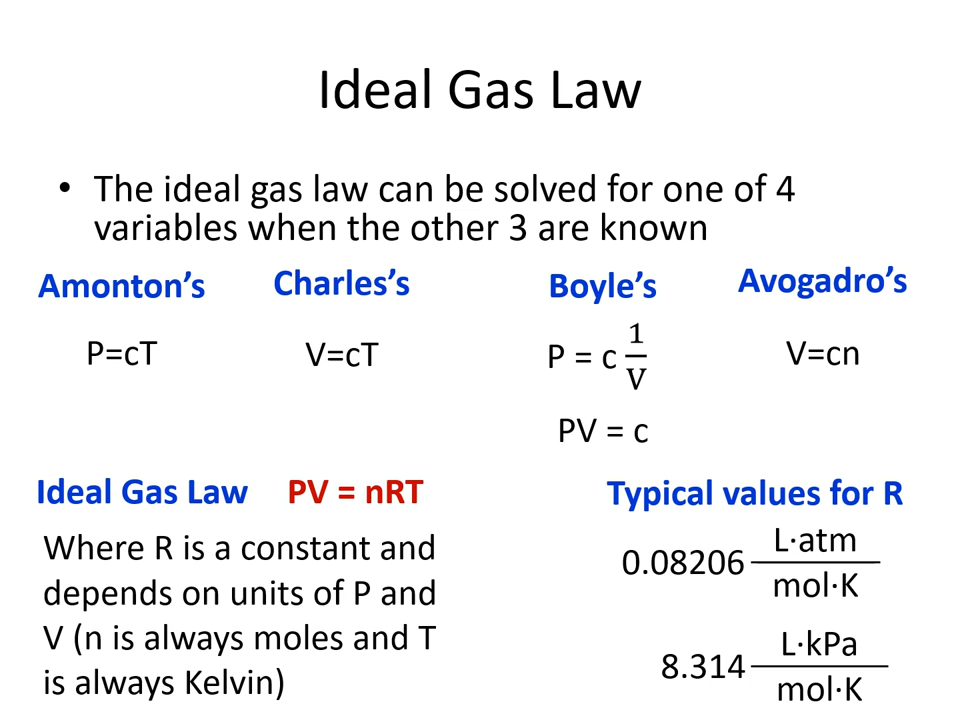 Ideal Gas Law
• The ideal gas law can be solved for one of 4
variables when the other 3 are known
Amonton's
Charles's
Boyle's
Avogadro's
P=cT
V=cT
P = c 1/V
V=cn
PV = c
Ideal Gas Law PV = nRT
Where R is a constant and
depends on units of P and
V (n is always moles and T
is always Kelvin)
Typical values for R
0.08206 L·atm/mol·K
8.314 L·kPa/mol·K